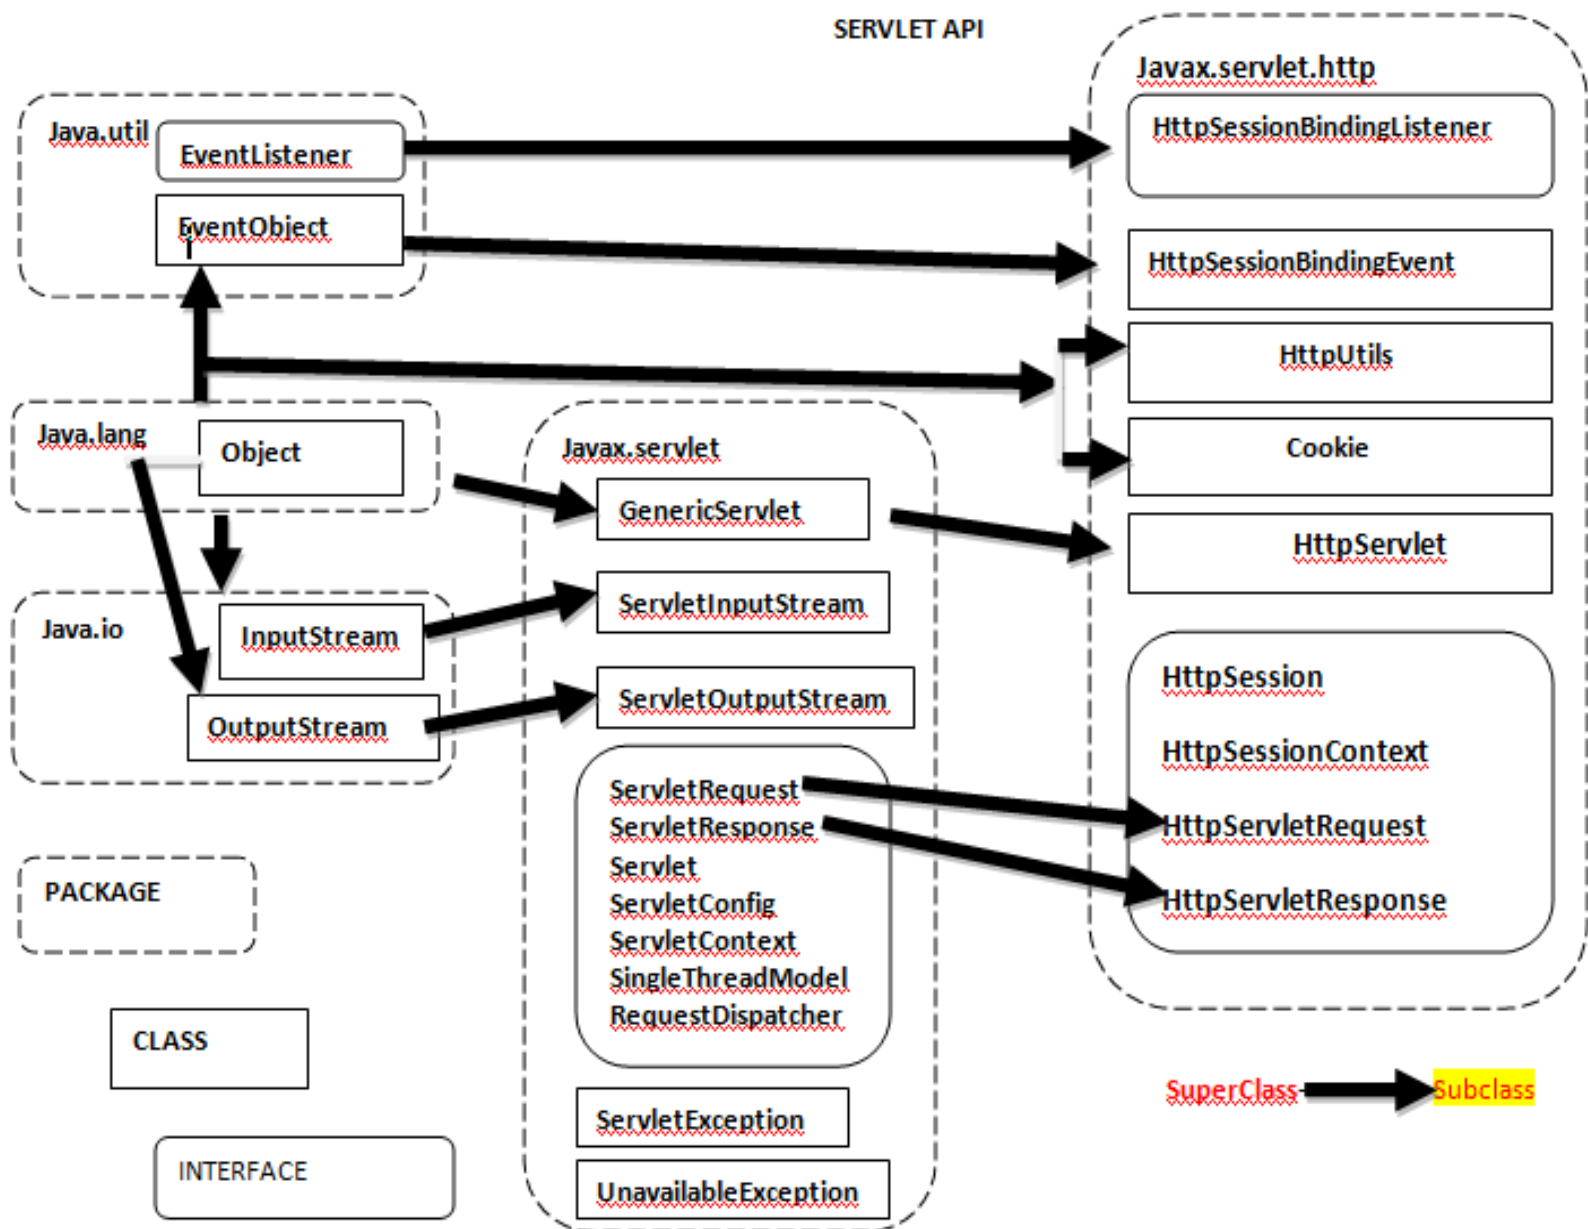 SERVLET API
Java.util
EventListener
EventObject
Java.lang
Object
Java.io
InputStream
OutputStream
PACKAGE
CLASS
INTERFACE
Javax.servlet
GenericServlet
ServletInputStream
ServletOutputStream
ServletRequest
ServletResponse
Servlet
ServletConfig
ServletContext
SingleThreadModel
RequestDispatcher
ServletException
UnavailableException
Javax.servlet.http
HttpSessionBindingListener
HttpSessionBindingEvent
HttpUtils
Cookie
HttpServlet
HttpSession
HttpSessionContext
HttpServletRequest
HttpServletResponse
SuperClass Subclass